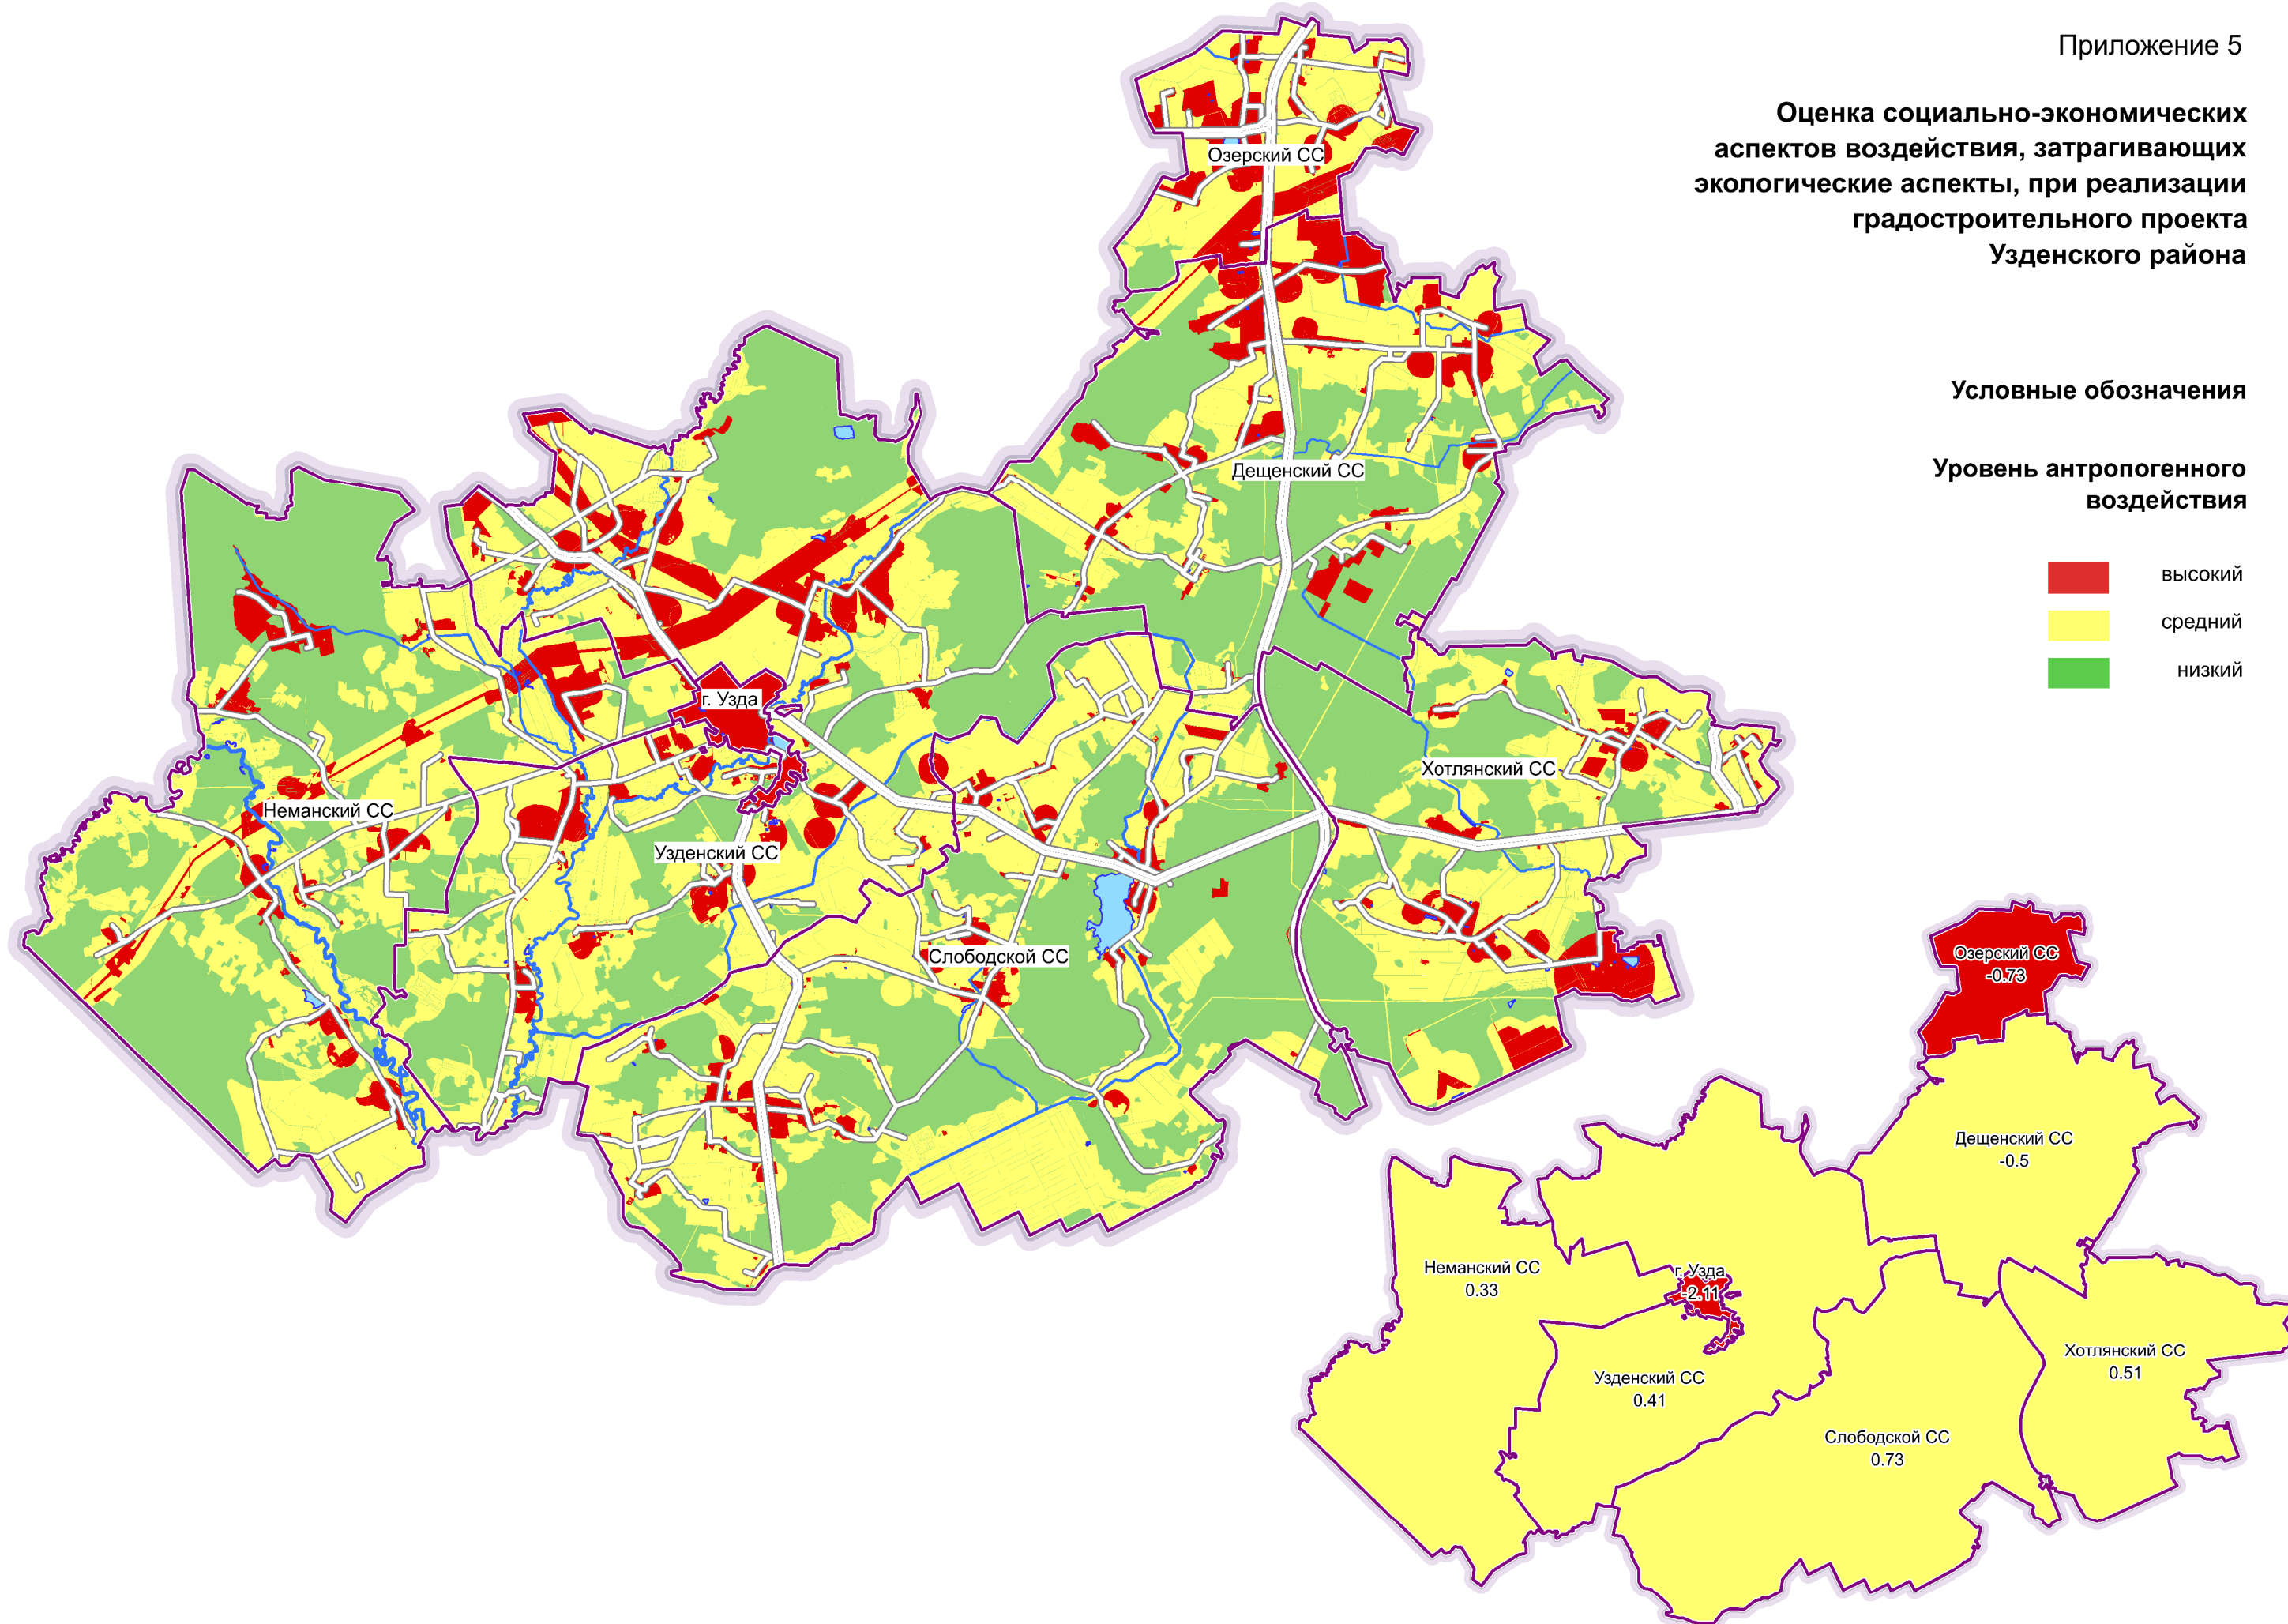 Приложение 5
Оценка социально-экономических
аспектов воздействия, затрагивающих
экологические аспекты, при реализации
градостроительного проекта
Узденского района
Условные обозначения
Уровень антропогенного
воздействия
высокий
средний
низкий
Озерский СС
Дещенский СС
г. Узда
Хотлянский СС
Неманский СС
Узденский СС
Слободской СС
Озерский СС
-0.73
Дещенский СС
-0.5
Неманский СС
0.33
г. Узда
-2.11
Хотлянский СС
0.51
Узденский СС
0.41
Слободской СС
0.73